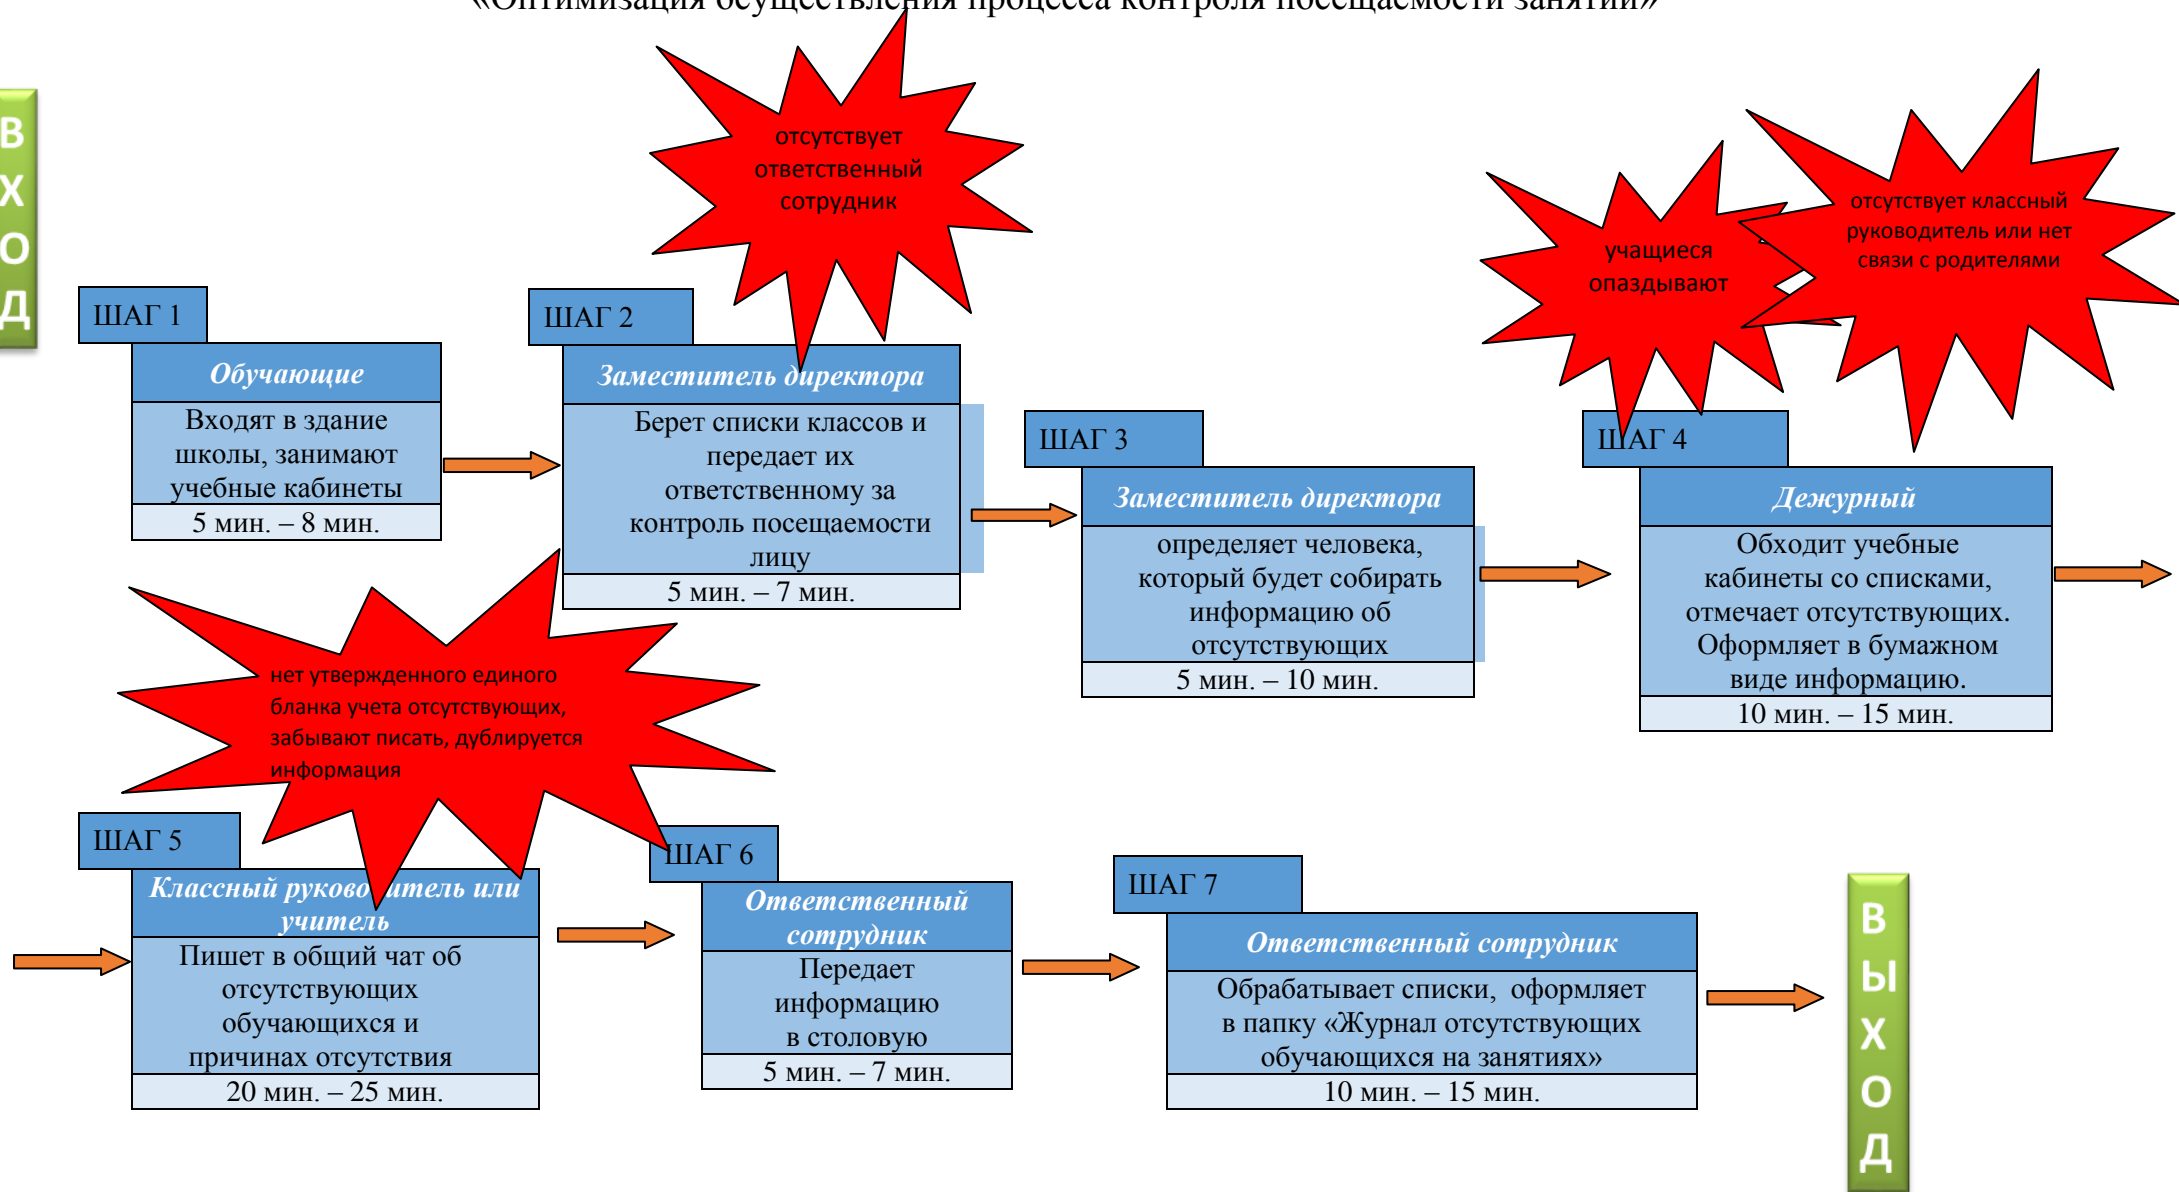 «Оптимизация осуществления процесса контроля посещаемости занятий»
В
Х
О
Д
отсутствует
ответственный
сотрудник
учащиеся
опаздывают
отсутствует классный
руководитель или нет
связи с родителями
ШАГ 1
Обучающие
Входят в здание
школы, занимают
учебные кабинеты
5 мин. – 8 мин.
ШАГ 2
Заместитель директора
Берет списки классов и
передает их
ответственному за
контроль посещаемости
лицу
5 мин. – 7 мин.
ШАГ 3
Заместитель директора
определяет человека,
который будет собирать
информацию об
отсутствующих
5 мин. – 10 мин.
ШАГ 4
Дежурный
Обходит учебные
кабинеты со списками,
отмечает отсутствующих.
Оформляет в бумажном
виде информацию.
10 мин. – 15 мин.
нет утвержденного единого
бланка учета отсутствующих,
забывают писать, дублируется
информация
ШАГ 5
Классный руководитель или
учитель
Пишет в общий чат об
отсутствующих
обучающихся и
причинах отсутствия
20 мин. – 25 мин.
ШАГ 6
Ответственный
сотрудник
Передает
информацию
в столовую
5 мин. – 7 мин.
ШАГ 7
Ответственный сотрудник
Обрабатывает списки, оформляет
в папку «Журнал отсутствующих
обучающихся на занятиях»
10 мин. – 15 мин.
В
Ы
Х
О
Д